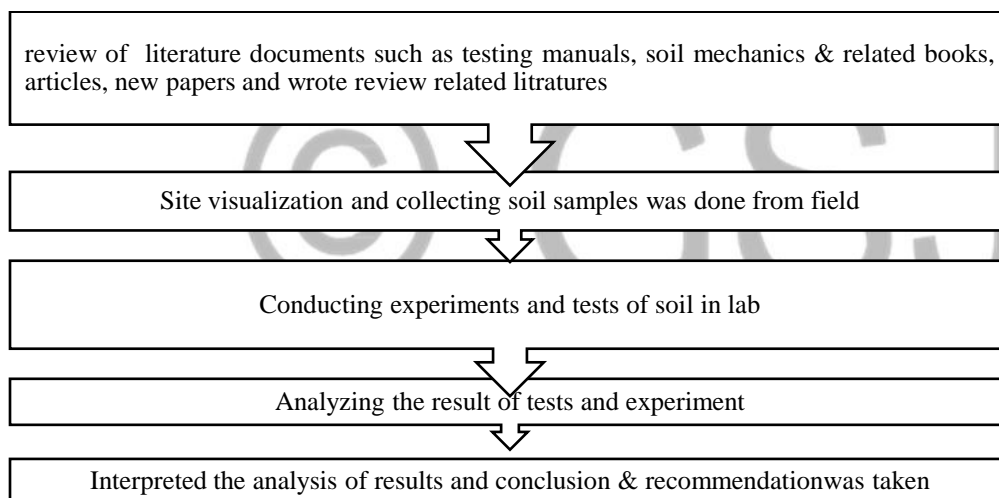 review of literature documents such as testing manuals, soil mechanics & related books,
articles, new papers and wrote review related litratures
Site visualization and collecting soil samples was done from field
Conducting experiments and tests of soil in lab
Analyzing the result of tests and experiment
Interpreted the analysis of results and conclusion & recommendationwas taken
© GSJ